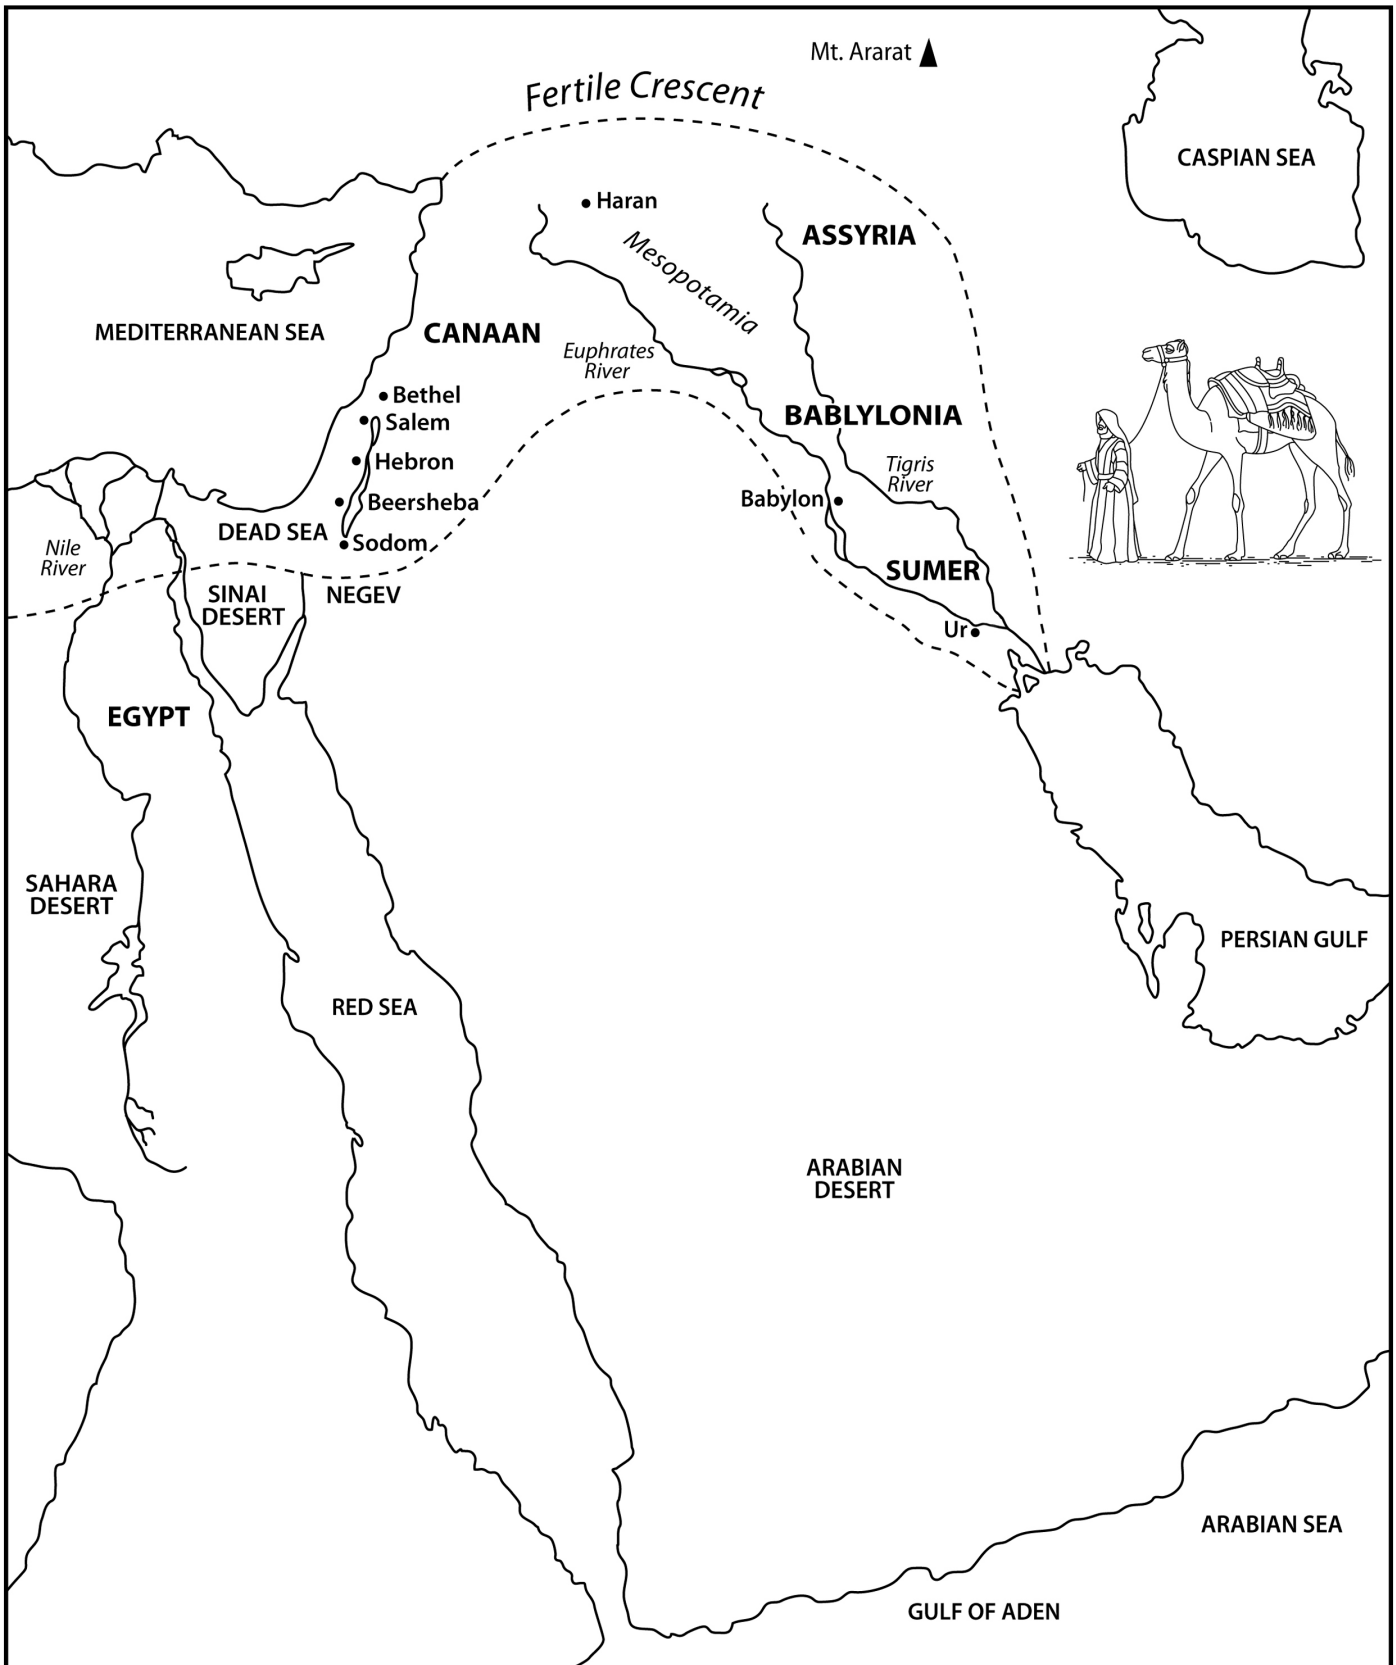 Mt. Ararat
Fertile Crescent
CASPIAN SEA
Haran
ASSYRIA
Mesopotamia
MEDITERRANEAN SEA
CANAAN
Euphrates
River
Bethel
BABLYLONIA
Salem
Hebron
Tigris
River
Babylon
Beersheba
DEAD SEA
Sodom
Nile
River
SUMER
SINAI
DESERT
NEGEV
Ur
EGYPT
SAHARA
DESERT
PERSIAN GULF
RED SEA
ARABIAN
DESERT
ARABIAN SEA
GULF OF ADEN